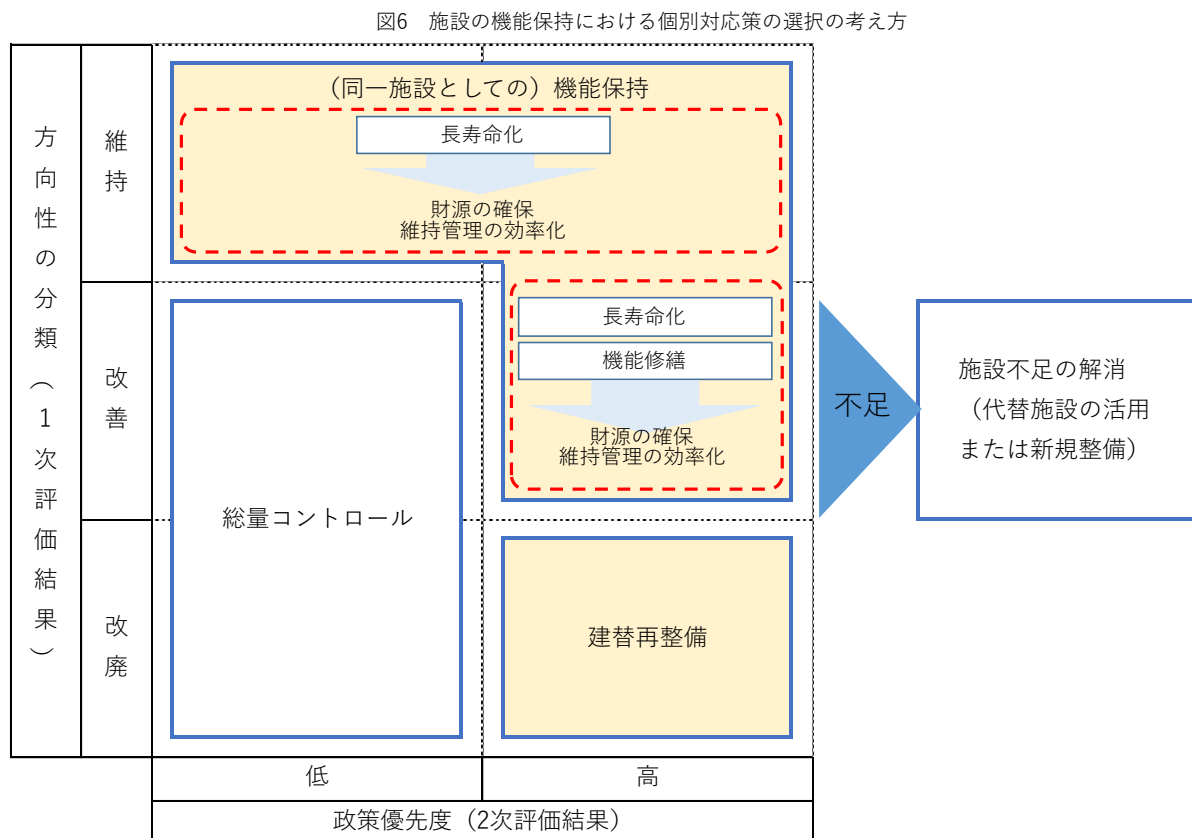 図6 施設の機能保持における個別対応策の選択の考え方
方向性の分類(1次評価結果)
維持
(同一施設としての)機能保持
長寿命化
財源の確保
維持管理の効率化
改善
長寿命化
機能修繕
財源の確保
維持管理の効率化
総量コントロール
改廃
建替再整備
不足
施設不足の解消
(代替施設の活用
または新規整備)
低
高
政策優先度(2次評価結果)